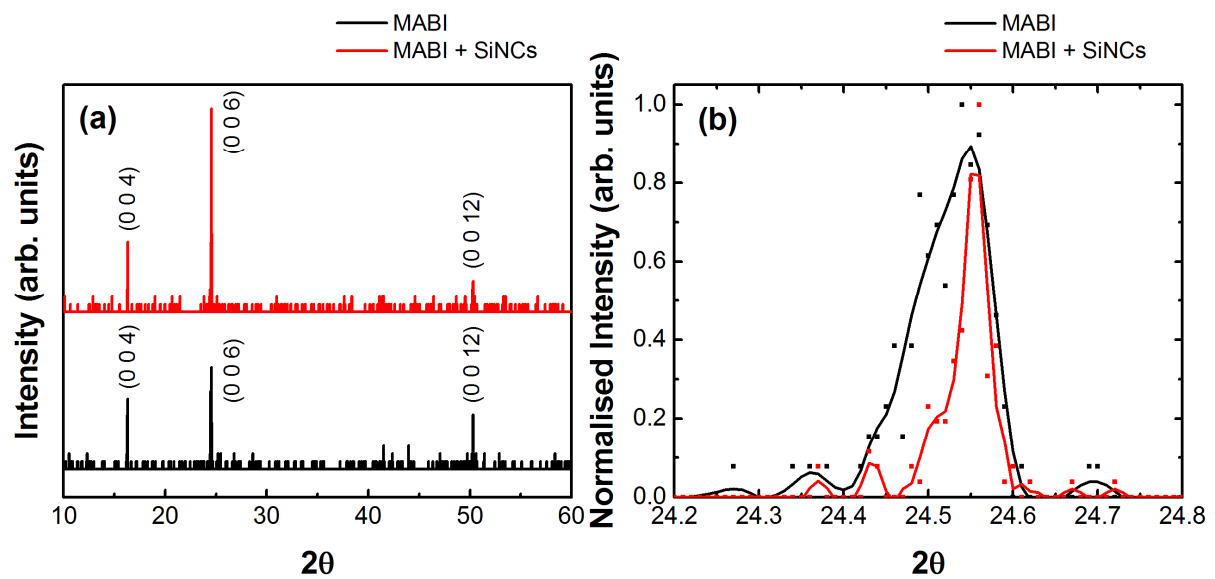 MABI
MABI + SiNCs
(a)
Intensity (arb. units)
(0 0 4)
(0 0 6)
(0 0 12)
(0 0 4)
(0 0 6)
(0 0 12)
10 20 30 40 50 60
2θ
MABI
MABI + SiNCs
(b)
Normalised Intensity (arb. units)
1.0
0.8
0.6
0.4
0.2
0.0
24.2 24.3 24.4 24.5 24.6 24.7 24.8
2θ